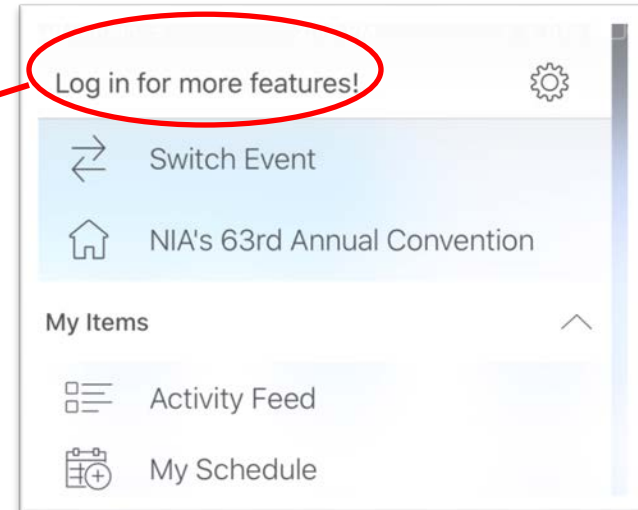 Log in for more features!
Switch Event
NIA's 63rd Annual Convention
My Items
Activity Feed
My Schedule